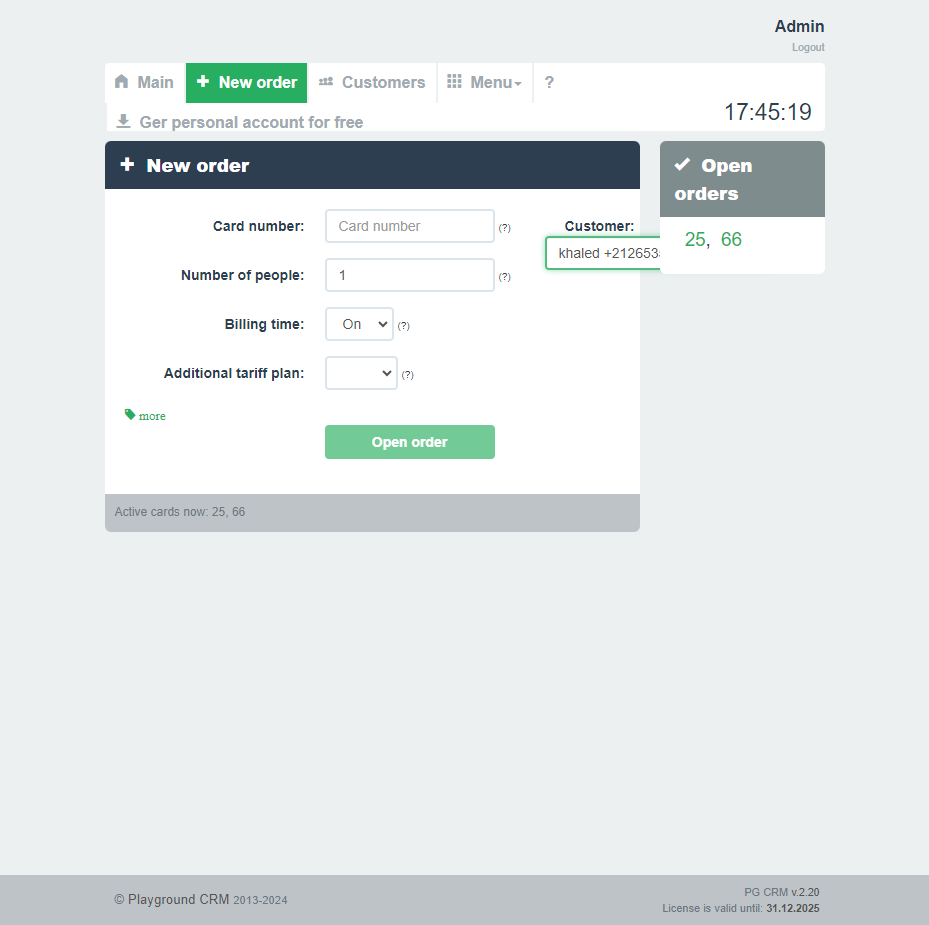 Admin
Logout
Main
New order
Customers
Menu
?
Ger personal account for free
17:45:19
New order
Open
orders
Card number:
Card number
(?)
Customer:
khaled
25, 66
Number of people:
1
(?)
Billing time:
On
(?)
Additional tariff plan:
(?)
more
Open order
Active cards now: 25, 66
© Playground CRM 2013-2024
PG CRM v.2.20
License is valid until: 31.12.2025